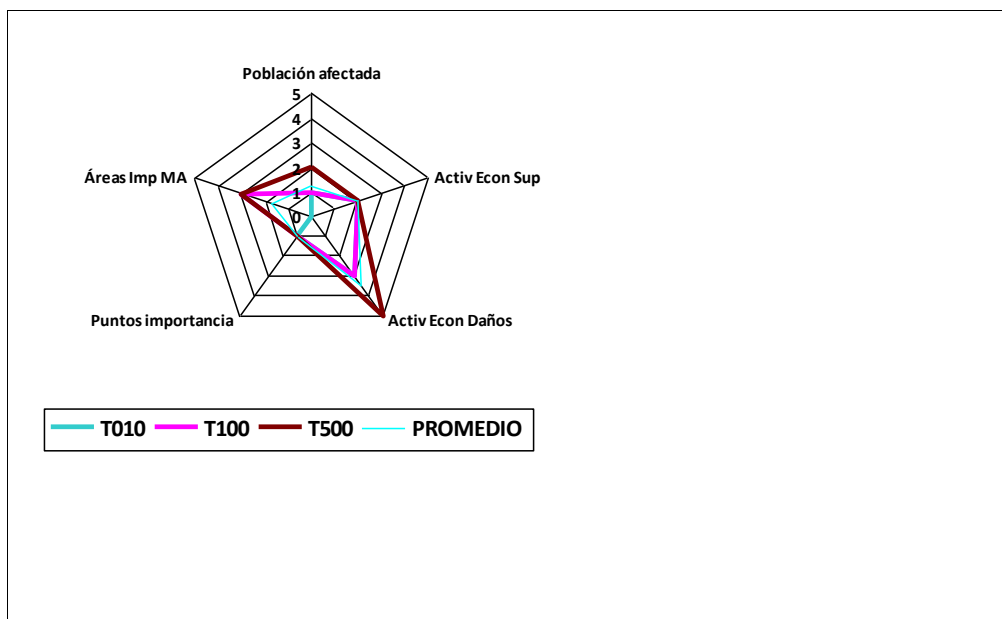 Población afectada
5
4
3
2
1
0
Áreas Imp MA
Activ Econ Sup
Puntos importancia
Activ Econ Daños
T010 T100 T500 PROMEDIO